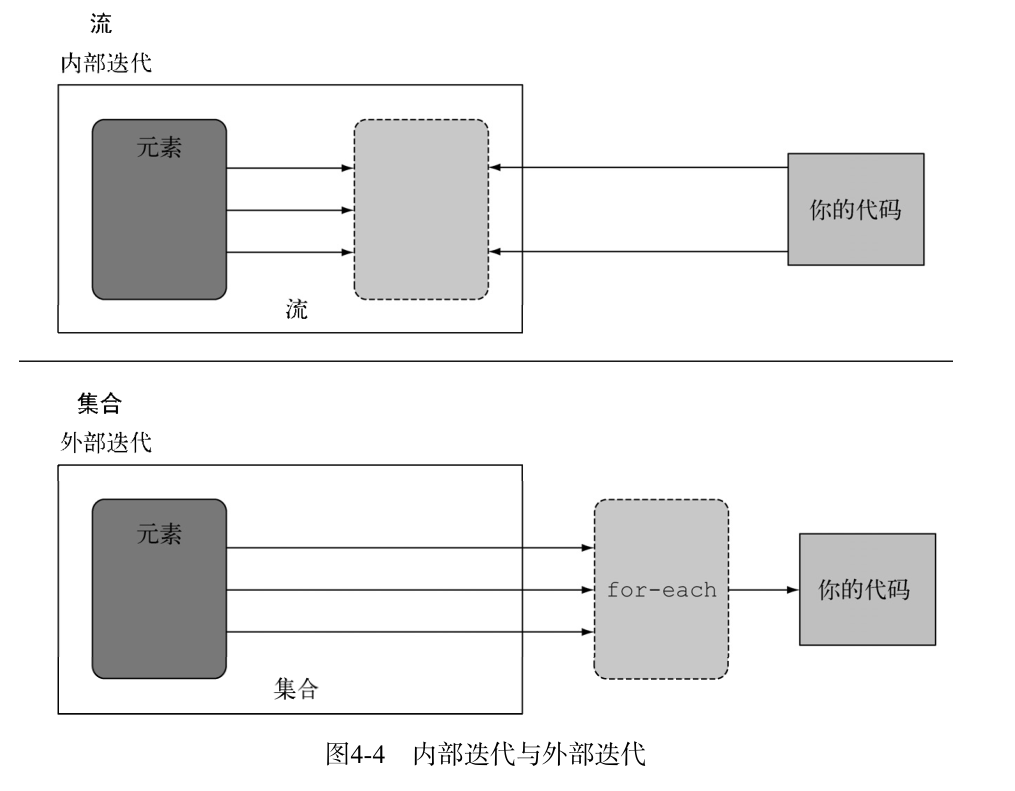 流
内部迭代
元素
你的代码
流
集合
外部迭代
元素
for-each
你的代码
集合
图4-4 内部迭代与外部迭代